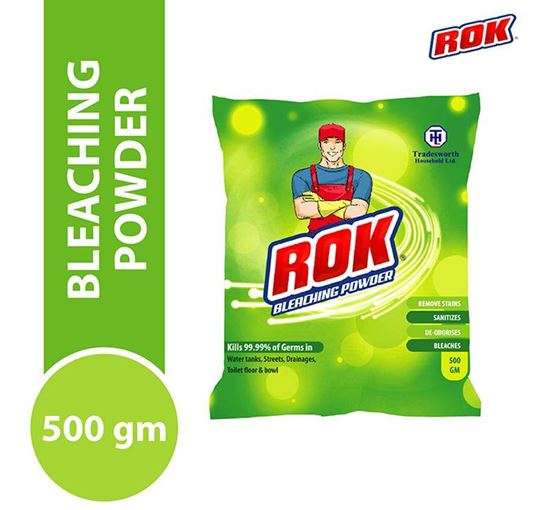 BLEACHING
POWDER
500 gm
ROK
Tradesworth
Household Ltd.
ROK
BLEACHING POWDER
REMOVE STAINS
SANITIZES
DE-ODORISES
BLEACHES
500
GM
Kills 99.99% of Germs in
Water tanks, Streets, Drainages,
Toilet floor & bowl